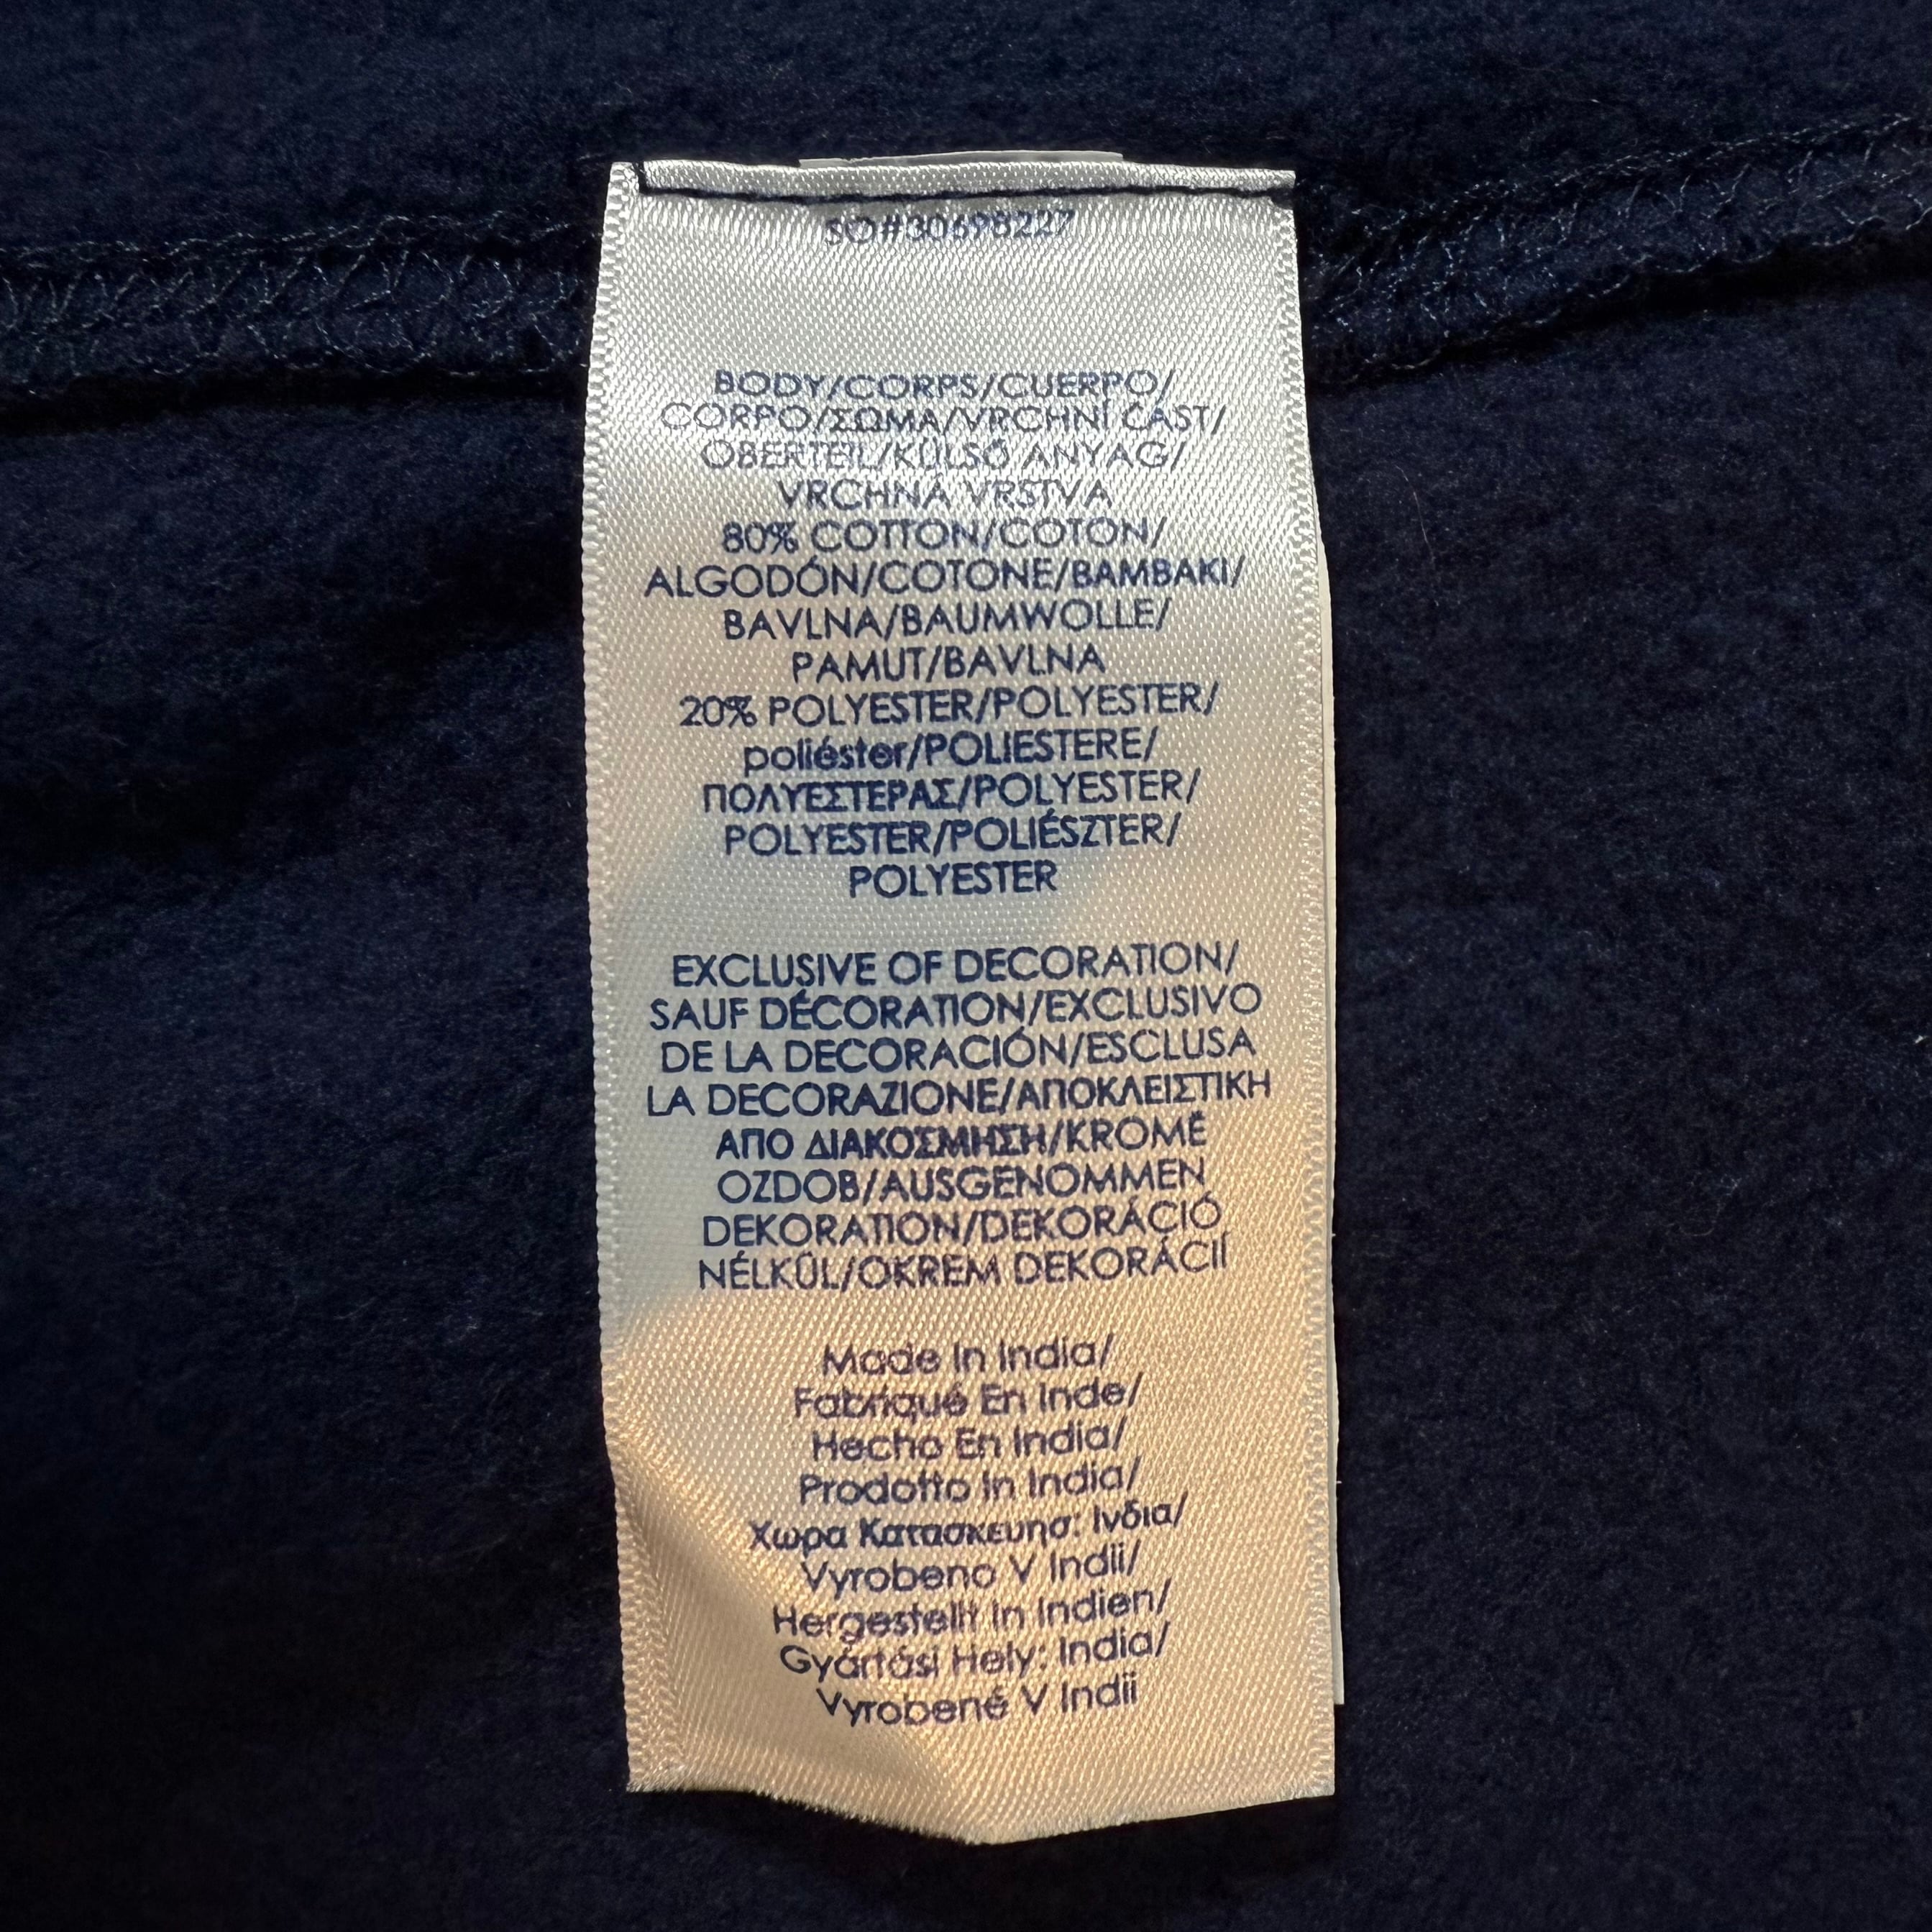 SO#30698227
BODY/CORPS/CUERPO/
CORPO/ΣΩΜΑ/VRCHNÍ ČÁST/
OBERTEIL/KÜLSŐ ANYAG/
VRCHNÁ VRSTVA
80% COTTON/COTON/
ALGODÓN/COTONE/BAMBAKI/
BAVLNA/BAUMWOLLE/
PAMUT/BAVLNA
20% POLYESTER/POLYESTER/
poliéster/POLIESTERE/
ΠΟΛΥΕΣΤΕΡΑΣ/POLYESTER/
POLYESTER/POLIÉSZTER/
POLYESTER
EXCLUSIVE OF DECORATION/
SAUF DÉCORATION/EXCLUSIVO
DE LA DECORACIÓN/ESCLUSA
LA DECORAZIONE/ΑΠΟΚΛΕΙΣΤΙΚΗ
ΑΠΟ ΔΙΑΚΟΣΜΗΣΗ/KROMĚ
OZDOB/AUSGENOMMEN
DEKORATION/DEKORÁCIÓ
NÉLKÜL/OKREM DEKORÁCIÍ
Made In India/
Fabriqué En Inde/
Hecho En India/
Prodotto In India/
Χωρα Κατασκευησ: Ινδια/
Vyrobeno V Indii/
Hergestellt In Indien/
Gyártási Hely: India/
Vyrobené V Indii